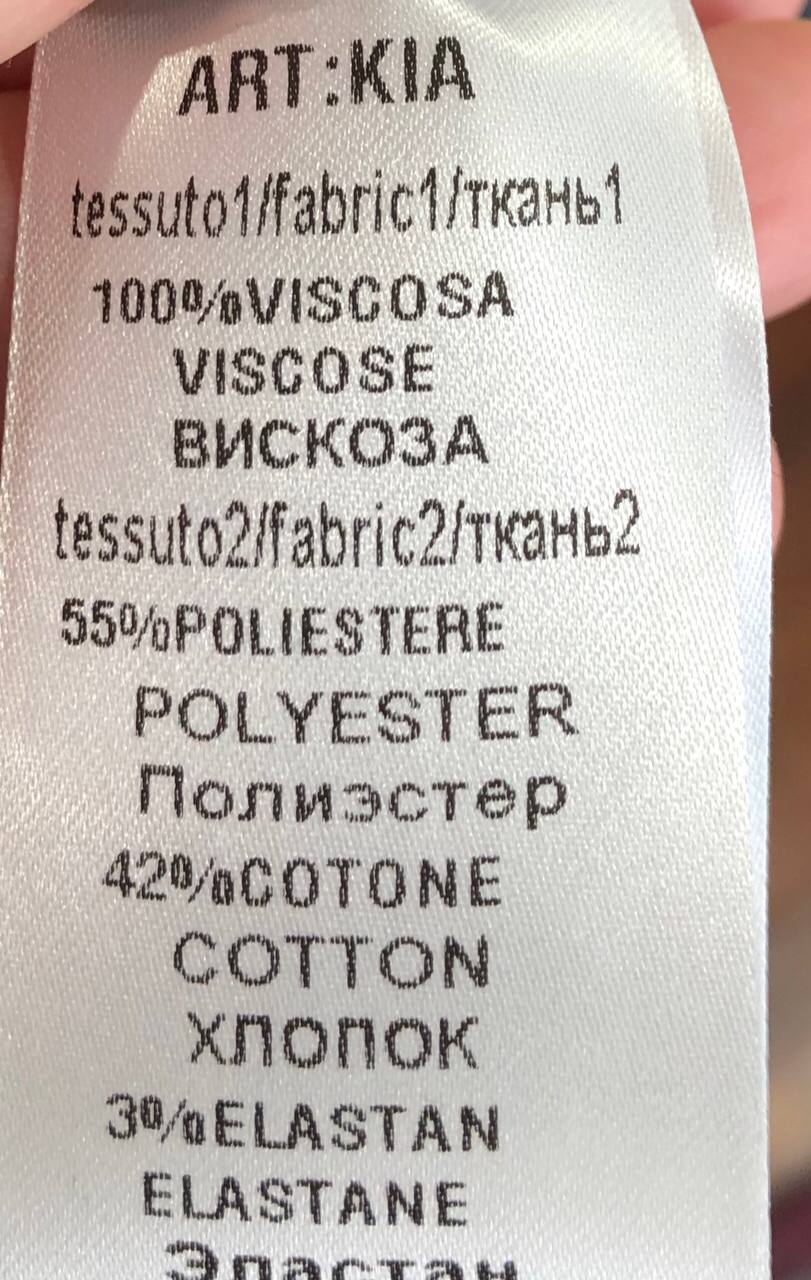 ART:KIA
tessuto1/fabric1/ткань1
100%VISCOSA
VISCOSE
ВИСКОЗА
tessuto2/fabric2/ткань2
55%POLIESTERE
POLYESTER
Полиэстер
42%COTONE
COTTON
ХЛОПОК
3%ELASTAN
ELASTANE
Эластан